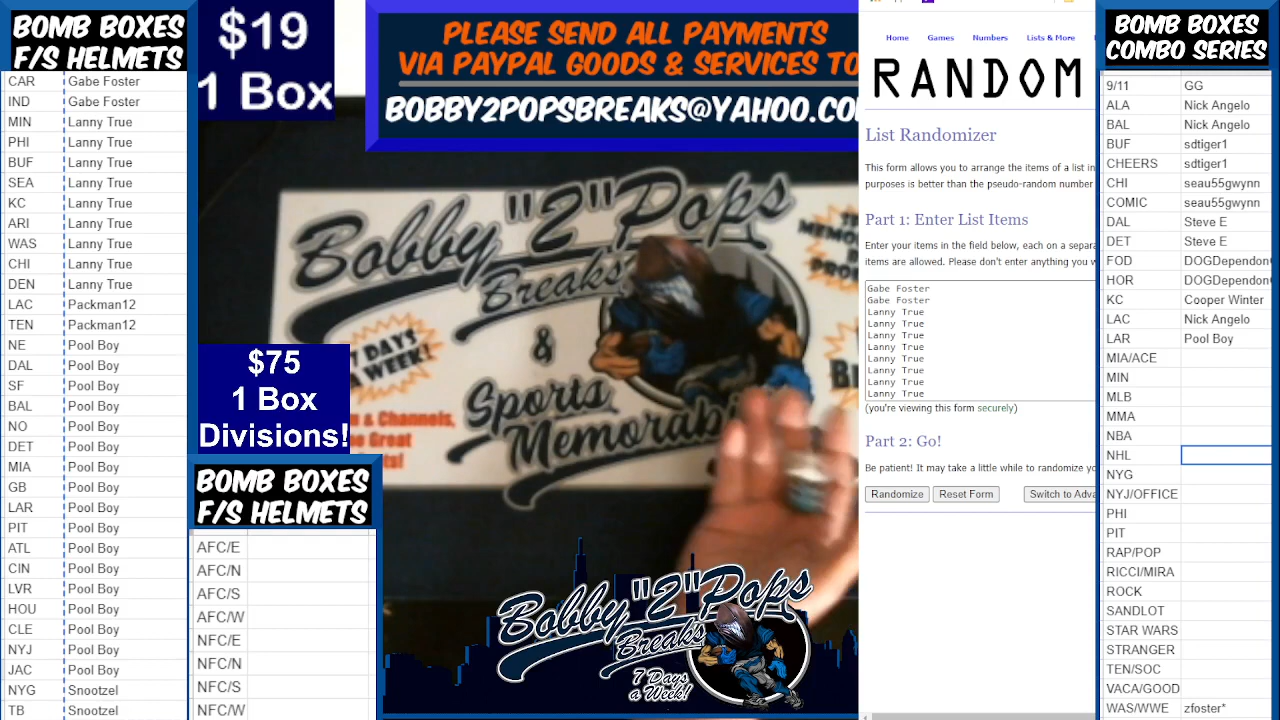 BOMB BOXES
F/S HELMETS
CAR Gabe Foster
IND Gabe Foster
MIN Lanny True
PHI Lanny True
BUF Lanny True
SEA Lanny True
KC Lanny True
ARI Lanny True
WAS Lanny True
CHI Lanny True
DEN Lanny True
LAC Packman12
TEN Packman12
NE Pool Boy
DAL Pool Boy
SF Pool Boy
BAL Pool Boy
NO Pool Boy
DET Pool Boy
MIA Pool Boy
GB Pool Boy
LAR Pool Boy
PIT Pool Boy
ATL Pool Boy
CIN Pool Boy
LVR Pool Boy
HOU Pool Boy
CLE Pool Boy
NYJ Pool Boy
JAC Pool Boy
NYG Snootzel
TB Snootzel
$19
1 Box
$75
1 Box
Divisions!
BOMB BOXES
F/S HELMETS
AFC/E
AFC/N
AFC/S
AFC/W
NFC/E
NFC/N
NFC/S
NFC/W
PLEASE SEND ALL PAYMENTS
VIA PAYPAL GOODS & SERVICES TO
BOBBY2POPSBREAKS@YAHOO.CO
Bobby "2" Pops
Breaks
&
Sports
DAYS
A WEEK!
& Channels,
Great
Bobby "2" Pops
Breaks
7 Days
a Week!
Home Games Numbers Lists & More
RANDOM
List Randomizer
This form allows you to arrange the items of a list in
purposes is better than the pseudo-random number
Part 1: Enter List Items
Enter your items in the field below, each on a separa
items are allowed. Please don't enter anything you w
Gabe Foster
Gabe Foster
Lanny True
Lanny True
Lanny True
Lanny True
Lanny True
Lanny True
Lanny True
Lanny True
(you're viewing this form securely)
Part 2: Go!
Be patient! It may take a little while to randomize yo
Randomize Reset Form Switch to Adva
BOMB BOXES
COMBO SERIES
9/11 GG
ALA Nick Angelo
BAL Nick Angelo
BUF sdtiger1
CHEERS sdtiger1
CHI seau55gwynn
COMIC seau55gwynn
DAL Steve E
DET Steve E
FOD DOGDependon
HOR DOGDependon
KC Cooper Winter
LAC Nick Angelo
LAR Pool Boy
MIA/ACE
MIN
MLB
MMA
NBA
NHL
NYG
NYJ/OFFICE
PHI
PIT
RAP/POP
RICCI/MIRA
ROCK
SANDLOT
STAR WARS
STRANGER
TEN/SOC
VACA/GOOD
WAS/WWE zfoster*